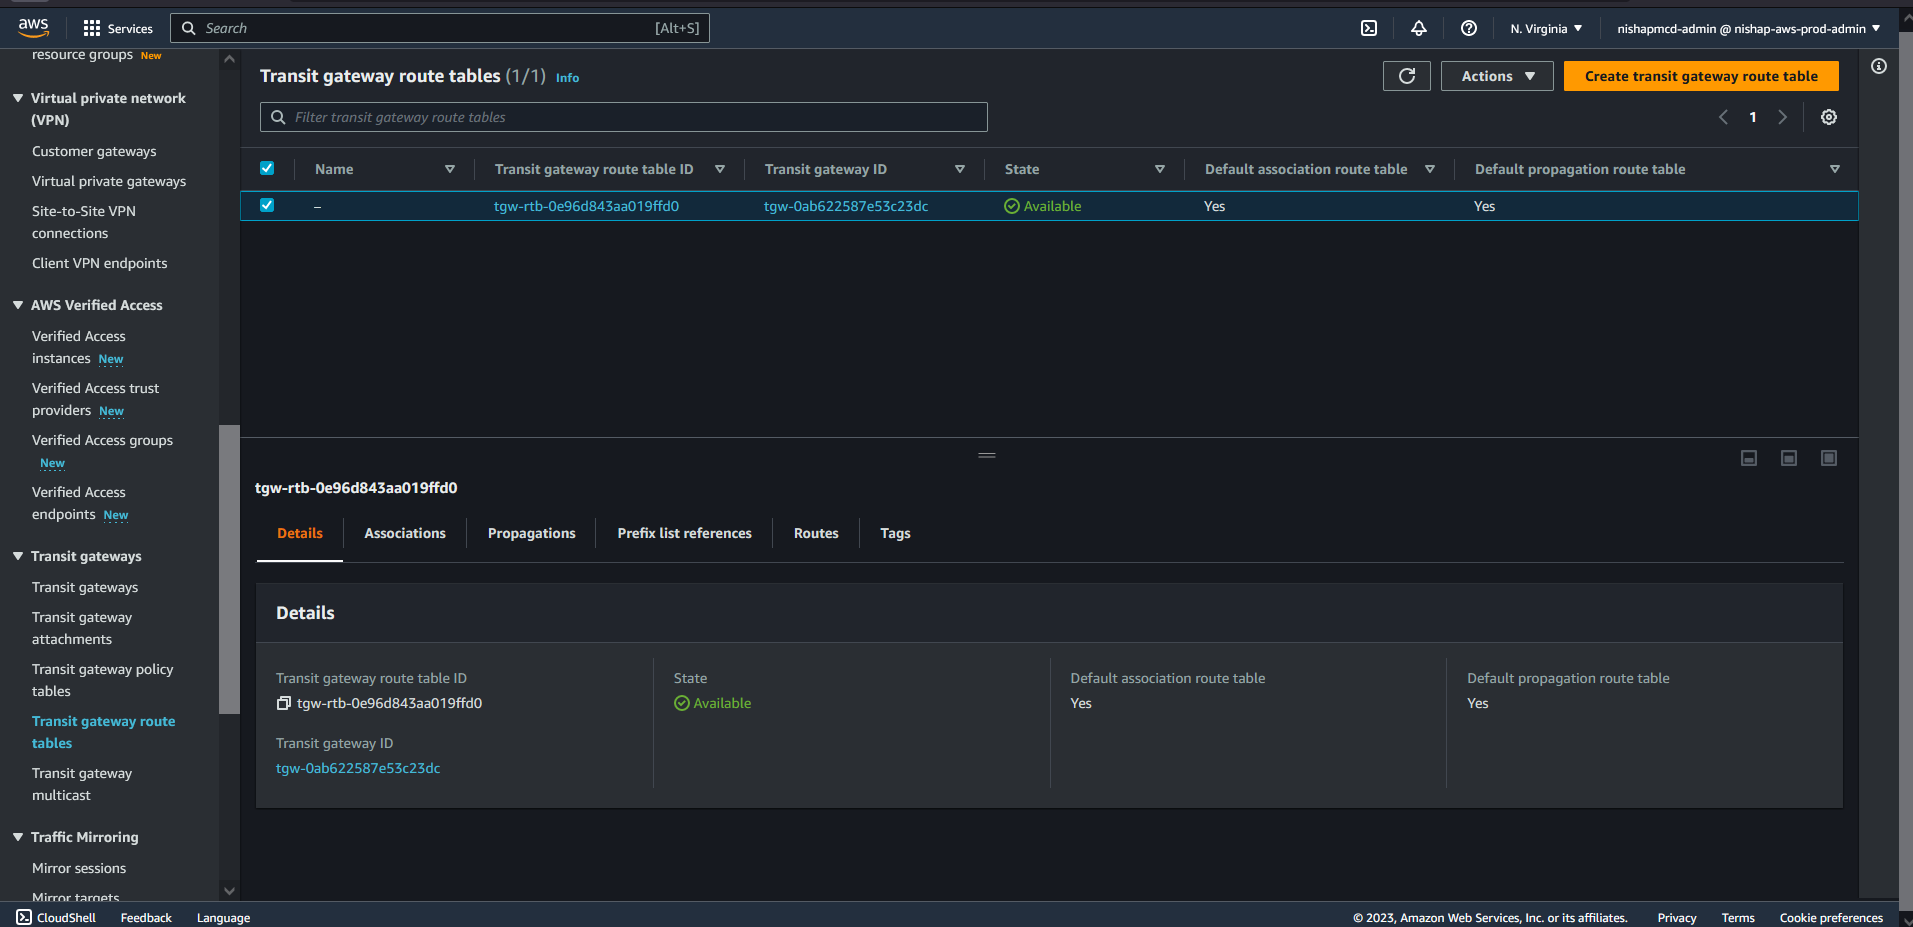 aws
Services
Search
[Alt+S]
N. Virginia
nishapmcd-admin @ nishap-aws-prod-admin
resource groups New
Virtual private network
(VPN)
Customer gateways
Virtual private gateways
Site-to-Site VPN
connections
Client VPN endpoints
AWS Verified Access
Verified Access
instances New
Verified Access trust
providers New
Verified Access groups
New
Verified Access
endpoints New
Transit gateways
Transit gateways
Transit gateway
attachments
Transit gateway policy
tables
Transit gateway route
tables
Transit gateway
multicast
Traffic Mirroring
Mirror sessions
Mirror targets
Transit gateway route tables (1/1) Info
Actions
Create transit gateway route table
Filter transit gateway route tables
1
Name Transit gateway route table ID Transit gateway ID State Default association route table Default propagation route table
– tgw-rtb-0e96d843aa019ffd0 tgw-0ab622587e53c23dc Available Yes Yes
tgw-rtb-0e96d843aa019ffd0
Details Associations Propagations Prefix list references Routes Tags
Details
Transit gateway route table ID
tgw-rtb-0e96d843aa019ffd0
Transit gateway ID
tgw-0ab622587e53c23dc
State
Available
Default association route table
Yes
Default propagation route table
Yes
CloudShell Feedback Language
© 2023, Amazon Web Services, Inc. or its affiliates. Privacy Terms Cookie preferences